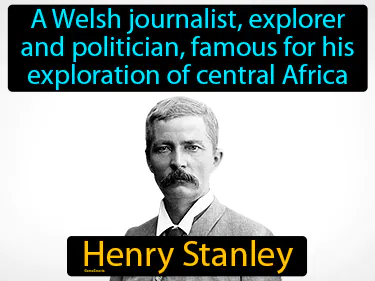 A Welsh journalist, explorer
and politician, famous for his
exploration of central Africa
Henry Stanley